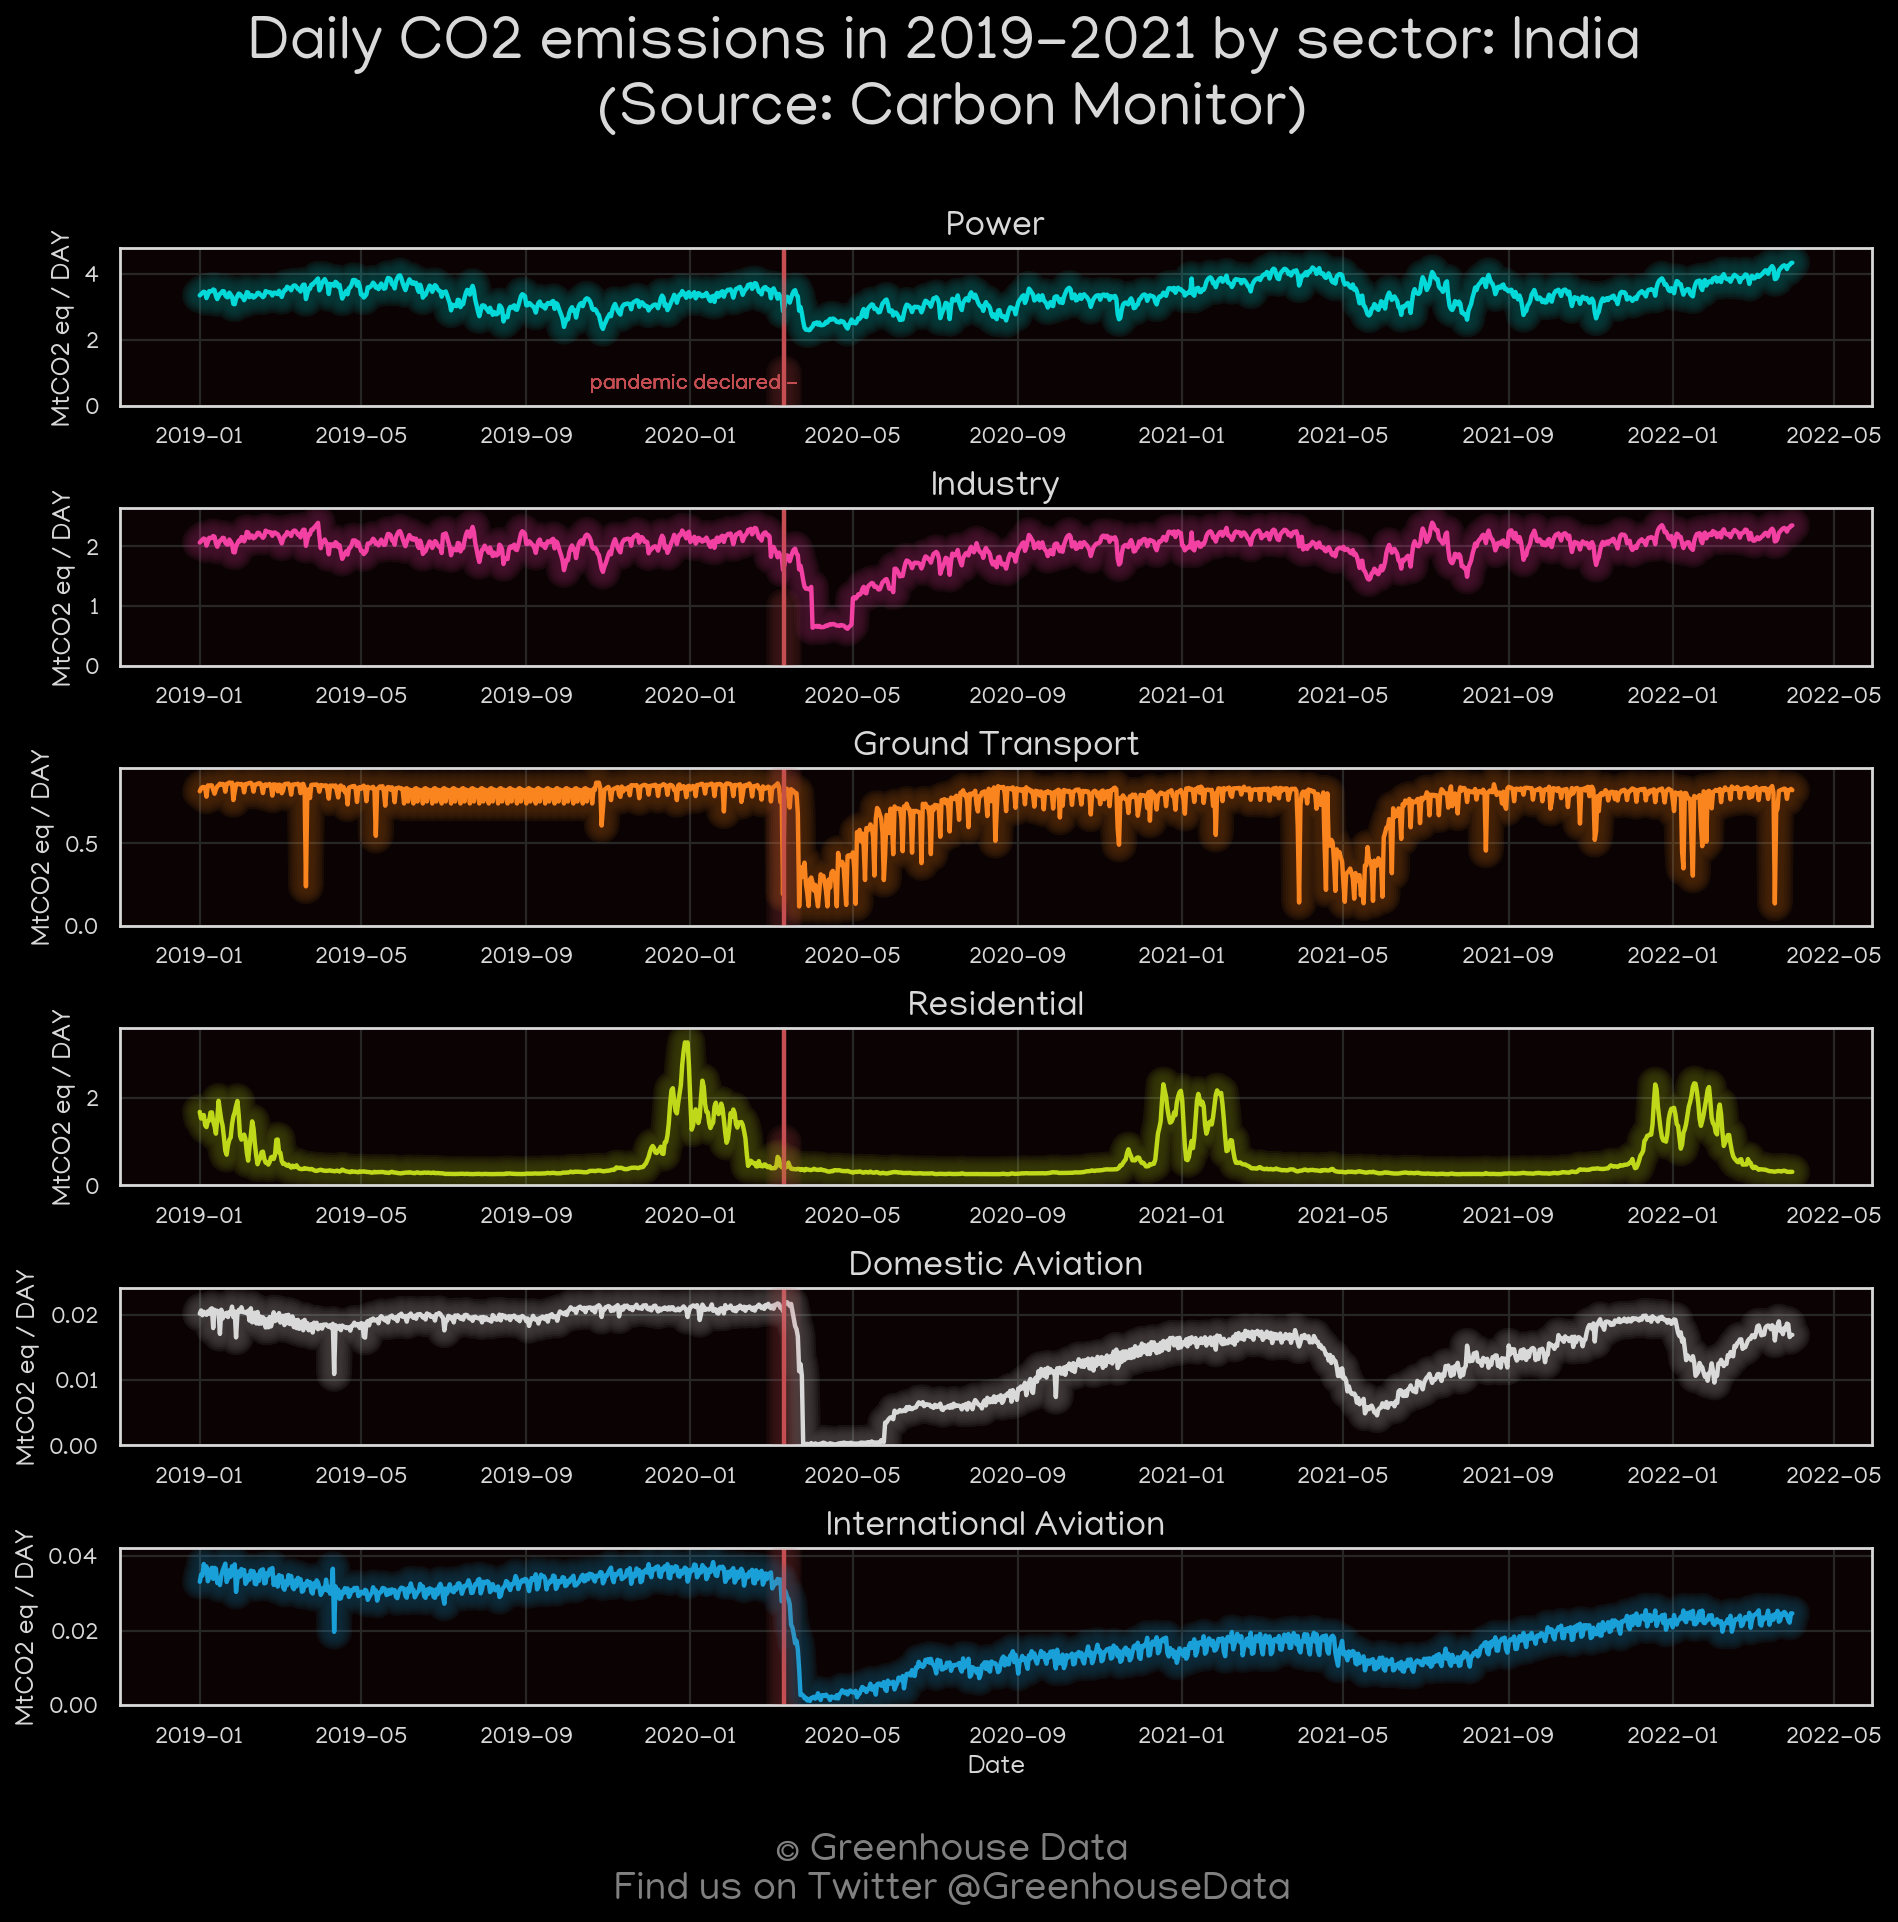 Daily CO2 emissions in 2019-2021 by sector: India
(Source: Carbon Monitor)
Power
MtCO2 eq / DAY
4
2
0
pandemic declared
2019-01 2019-05 2019-09 2020-01 2020-05 2020-09 2021-01 2021-05 2021-09 2022-01 2022-05
Industry
MtCO2 eq / DAY
2
1
0
2019-01 2019-05 2019-09 2020-01 2020-05 2020-09 2021-01 2021-05 2021-09 2022-01 2022-05
Ground Transport
MtCO2 eq / DAY
0.5
0.0
2019-01 2019-05 2019-09 2020-01 2020-05 2020-09 2021-01 2021-05 2021-09 2022-01 2022-05
Residential
MtCO2 eq / DAY
2
0
2019-01 2019-05 2019-09 2020-01 2020-05 2020-09 2021-01 2021-05 2021-09 2022-01 2022-05
Domestic Aviation
MtCO2 eq / DAY
0.02
0.01
0.00
2019-01 2019-05 2019-09 2020-01 2020-05 2020-09 2021-01 2021-05 2021-09 2022-01 2022-05
International Aviation
MtCO2 eq / DAY
0.04
0.02
0.00
2019-01 2019-05 2019-09 2020-01 2020-05 2020-09 2021-01 2021-05 2021-09 2022-01 2022-05
Date
© Greenhouse Data
Find us on Twitter @GreenhouseData